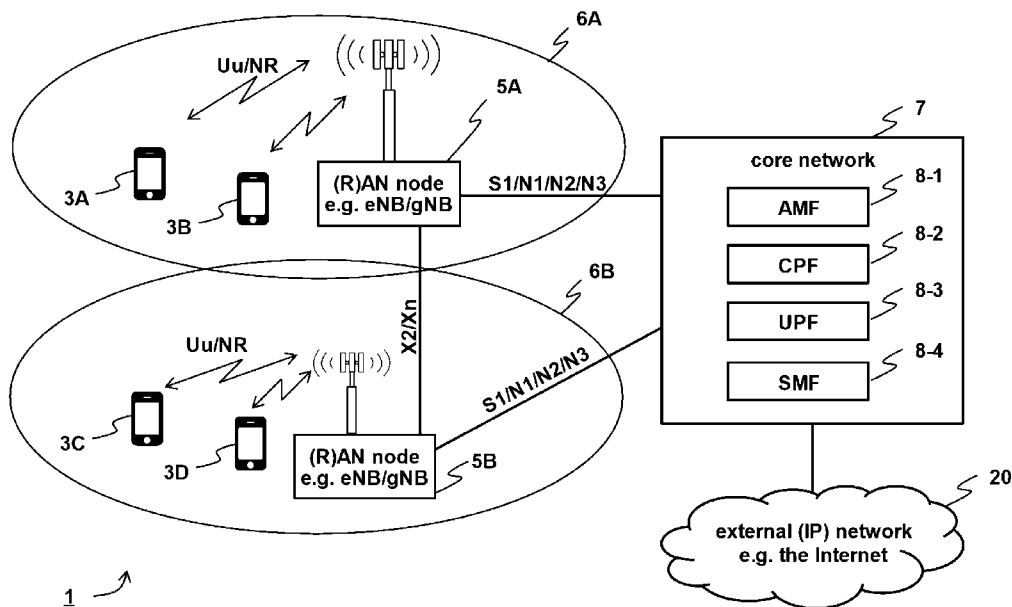 6A
Uu/NR
5A
7
core network
3A
3B
(R)AN node
e.g. eNB/gNB
S1/N1/N2/N3
8-1
AMF
8-2
CPF
8-3
UPF
8-4
SMF
6B
X2/Xn
Uu/NR
S1/N1/N2/N3
3C
3D
(R)AN node
e.g. eNB/gNB
5B
20
external (IP) network
e.g. the Internet
1